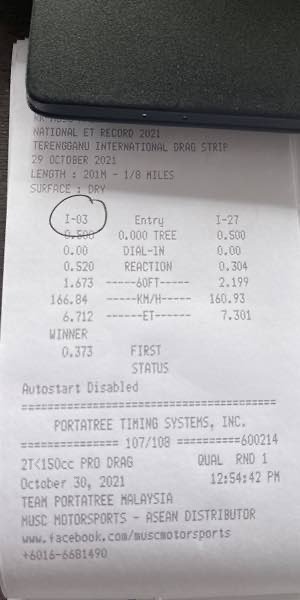 NATIONAL ET RECORD 2021
TERENGGANU INTERNATIONAL DRAG STRIP
29 OCTOBER 2021
LENGTH : 201M - 1/8 MILES
SURFACE : DRY
I-03 Entry I-27
0.500 0.000 TREE 0.500
0.00 DIAL-IN 0.00
0.520 REACTION 0.304
1.673 -----60FT----- 2.199
166.84 -----KM/H----- 160.93
6.712 ------ET------ 7.301
WINNER
0.373 FIRST
STATUS
Autostart Disabled
========================================
PORTATREE TIMING SYSTEMS, INC.
=============== 107/108 ==========600214
2T<150cc PRO DRAG QUAL RND 1
October 30, 2021 12:54:42 PM
TEAM PORTATREE MALAYSIA
MUSC MOTORSPORTS - ASEAN DISTRIBUTOR
www.facebook.com/muscmotorsports
+6016-6681490